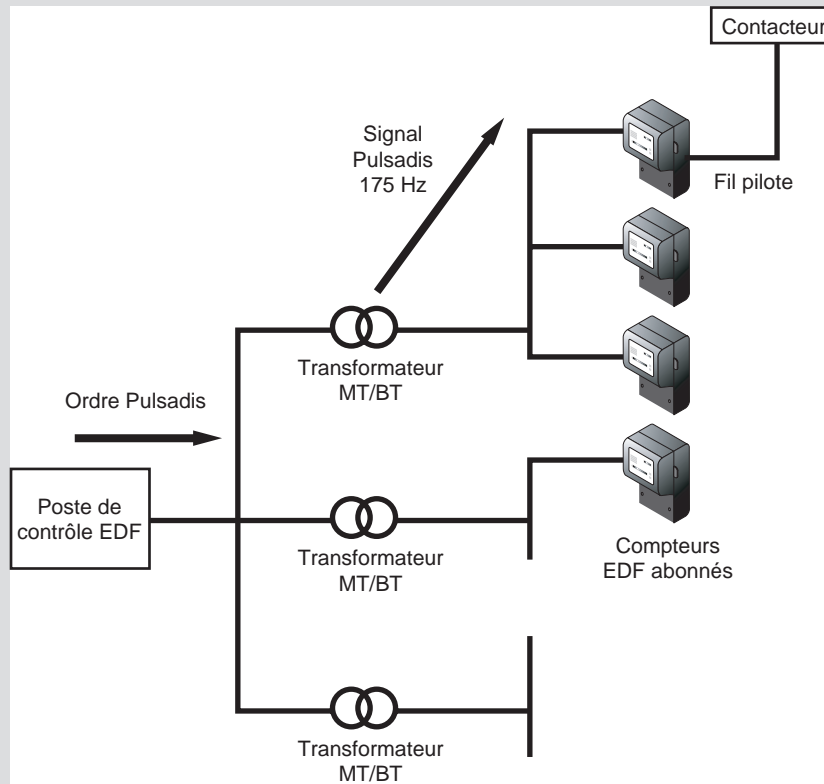 Contacteur
Signal
Pulsadis
175 Hz
Fil pilote
Transformateur
MT/BT
Ordre Pulsadis
Poste de
contrôle EDF
Transformateur
MT/BT
Compteurs
EDF abonnés
Transformateur
MT/BT